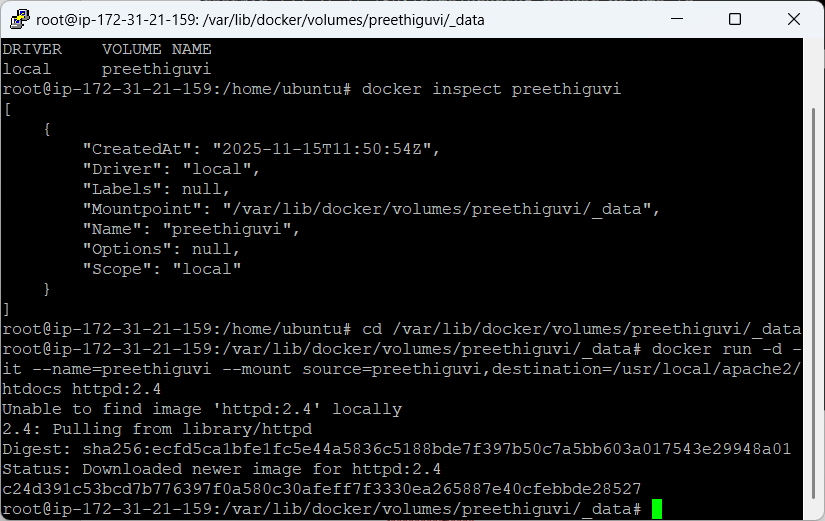 root@ip-172-31-21-159: /var/lib/docker/volumes/preethiguvi/_data
DRIVER    VOLUME NAME
local     preethiguvi
root@ip-172-31-21-159:/home/ubuntu# docker inspect preethiguvi
[
    {
        "CreatedAt": "2025-11-15T11:50:54Z",
        "Driver": "local",
        "Labels": null,
        "Mountpoint": "/var/lib/docker/volumes/preethiguvi/_data",
        "Name": "preethiguvi",
        "Options": null,
        "Scope": "local"
    }
]
root@ip-172-31-21-159:/home/ubuntu# cd /var/lib/docker/volumes/preethiguvi/_data
root@ip-172-31-21-159:/var/lib/docker/volumes/preethiguvi/_data# docker run -d -
it --name=preethiguvi --mount source=preethiguvi,destination=/usr/local/apache2/
htdocs httpd:2.4
Unable to find image 'httpd:2.4' locally
2.4: Pulling from library/httpd
Digest: sha256:ecfd5ca1bfe1fc5e44a5836c5188bde7f397b50c7a5bb603a017543e29948a01
Status: Downloaded newer image for httpd:2.4
c24d391c53bcd7b776397f0a580c30afeff7f3330ea265887e40cfebbde28527
root@ip-172-31-21-159:/var/lib/docker/volumes/preethiguvi/_data#